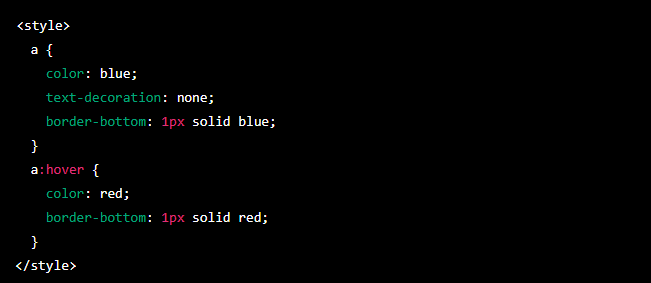 <style>
  a {
    color: blue;
    text-decoration: none;
    border-bottom: 1px solid blue;
  }
  a:hover {
    color: red;
    border-bottom: 1px solid red;
  }
</style>